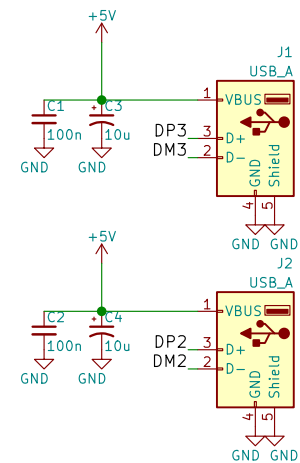 +5V
J1
USB_A
C1
C3
1
VBUS
100n
10u
DP3
3
D+
DM3
2
D-
GND
GND
GND
Shield
4
5
GND
GND
+5V
J2
USB_A
C2
C4
1
VBUS
100n
10u
DP2
3
D+
DM2
2
D-
GND
GND
GND
Shield
4
5
GND
GND